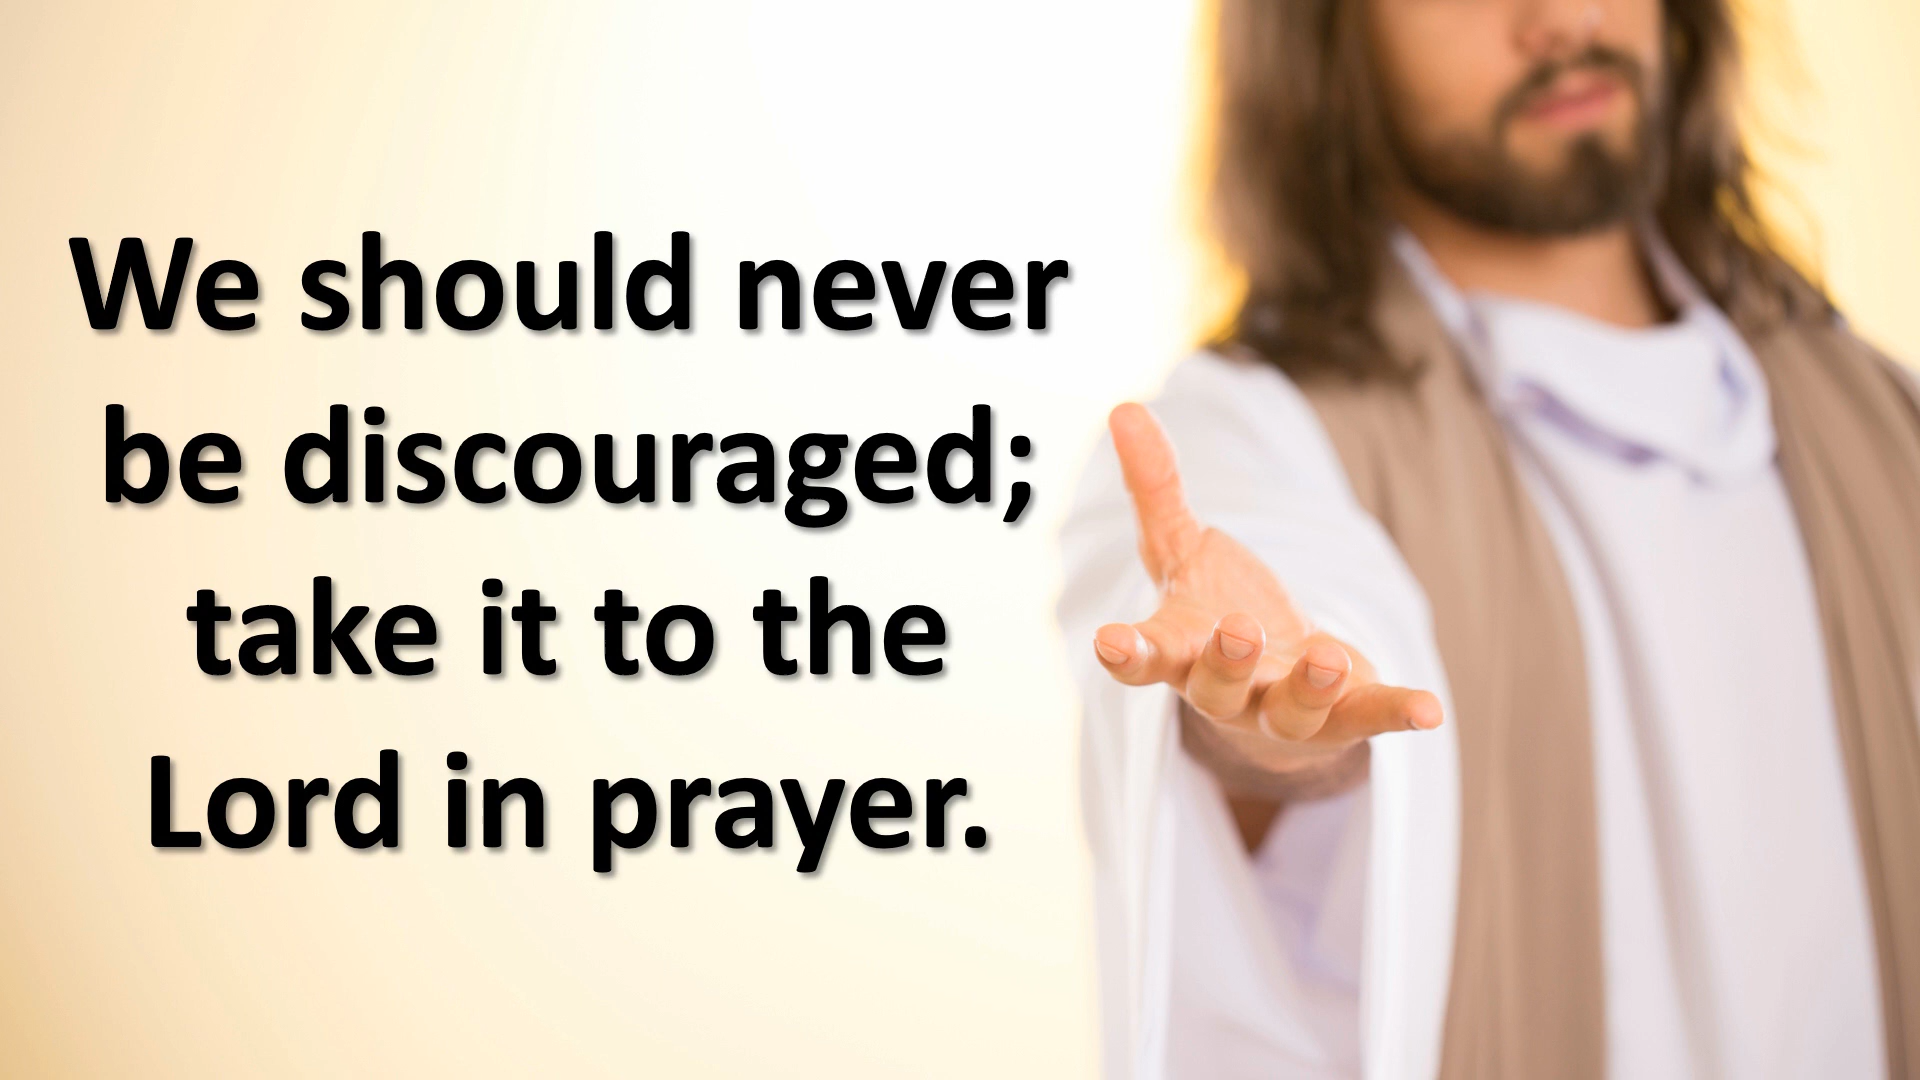 We should never
be discouraged;
take it to the
Lord in prayer.